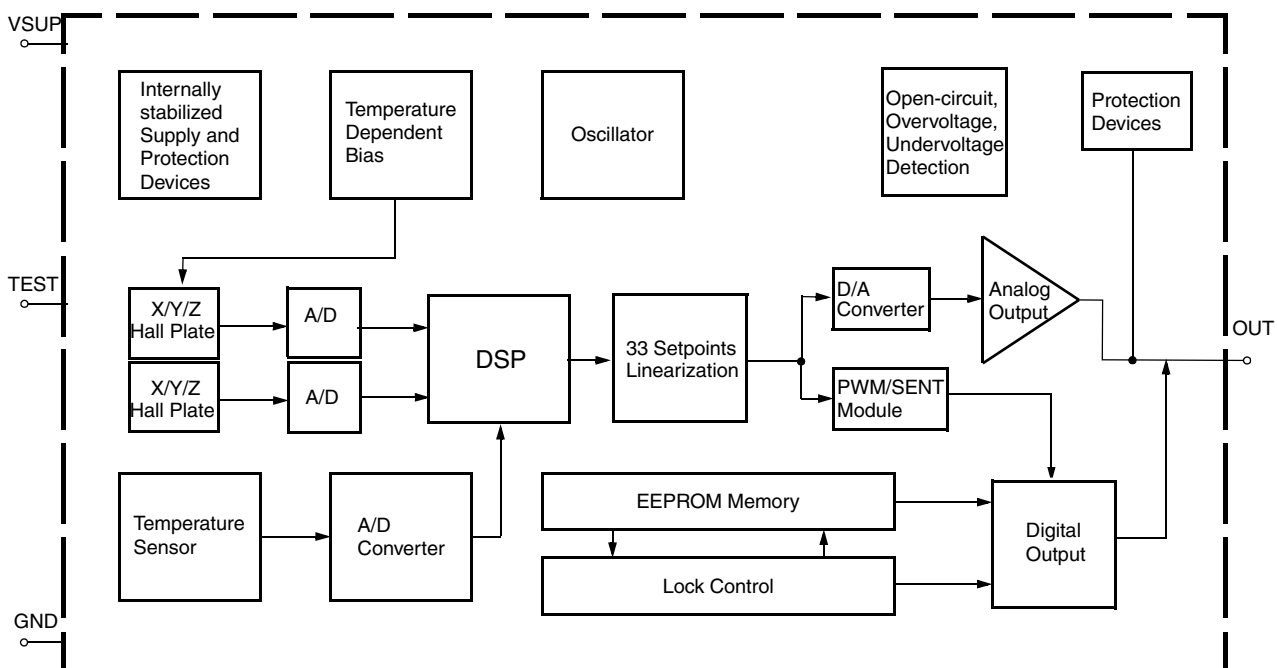 VSUP
Internally
stabilized
Supply and
Protection
Devices
Temperature
Dependent
Bias
Oscillator
Open-circuit,
Overvoltage,
Undervoltage
Detection
Protection
Devices
TEST
X/Y/Z
Hall Plate
A/D
X/Y/Z
Hall Plate
A/D
DSP
33 Setpoints
Linearization
D/A
Converter
Analog
Output
PWM/SENT
Module
OUT
Temperature
Sensor
A/D
Converter
EEPROM Memory
Lock Control
Digital
Output
GND